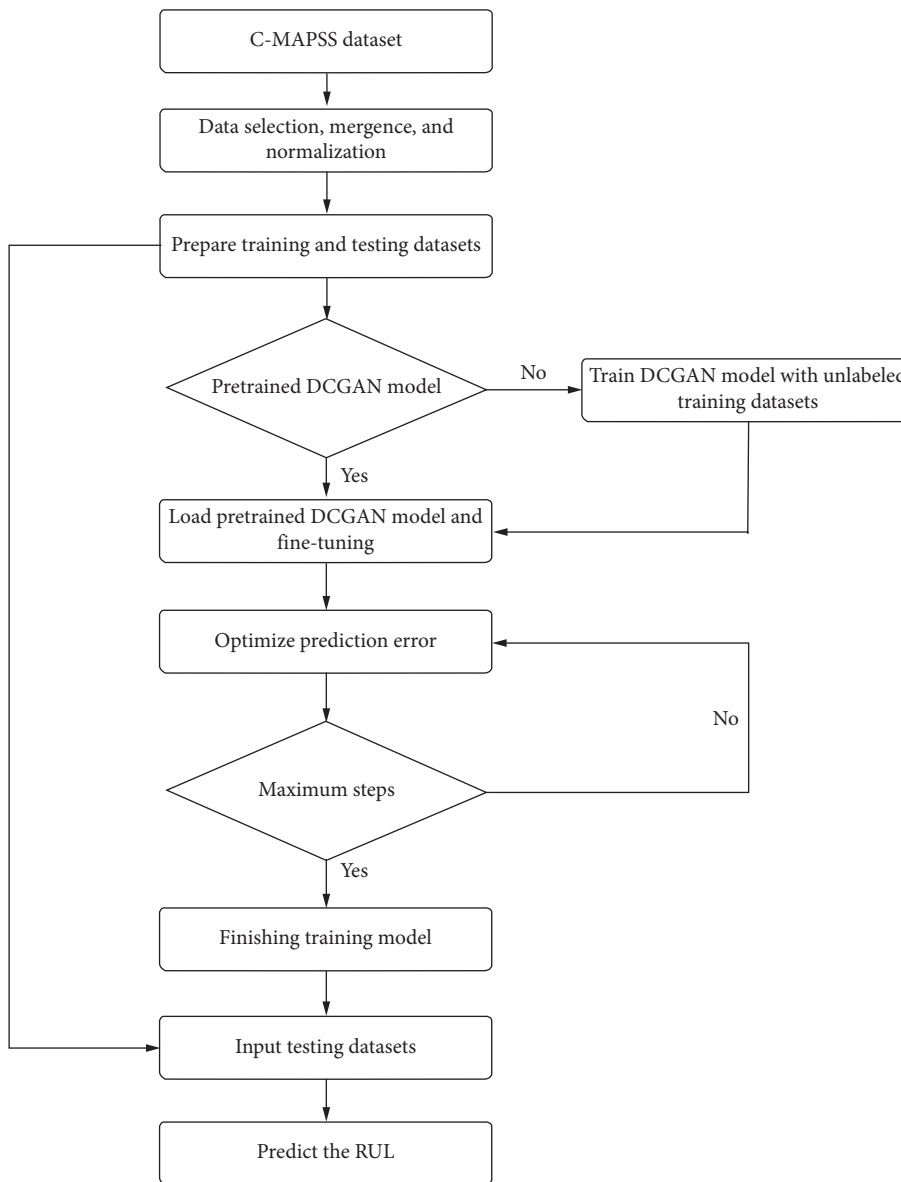 C-MAPSS dataset
Data selection, mergence, and
normalization
Prepare training and testing datasets
Pretrained DCGAN model
No
Train DCGAN model with unlabeled
training datasets
Yes
Load pretrained DCGAN model and
fine-tuning
Optimize prediction error
No
Maximum steps
Yes
Finishing training model
Input testing datasets
Predict the RUL